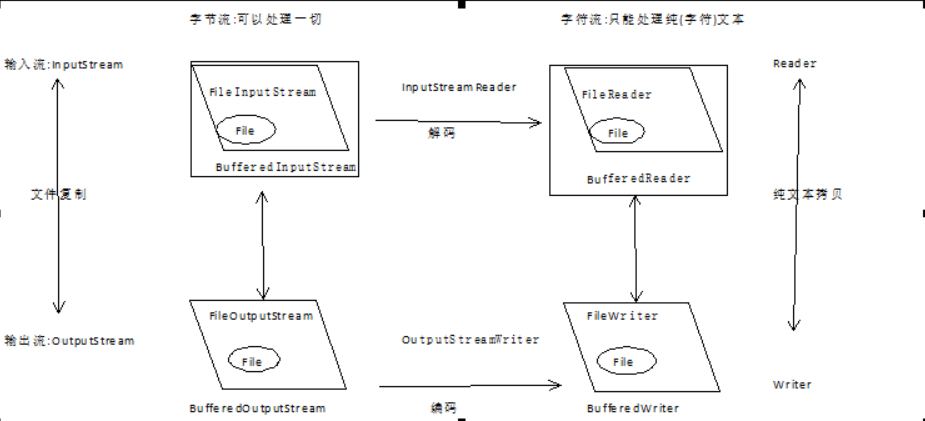 字节流:可以处理一切
字符流:只能处理纯(字符)文本
输入流:InputStream
Reader
FileInputStream
InputStreamReader
FileReader
File
解码
File
BufferedInputStream
BufferedReader
文件复制
纯文本拷贝
FileOutputStream
FileWriter
输出流:OutputStream
OutputStreamWriter
File
File
Writer
BufferedOutputStream
编码
BufferedWriter